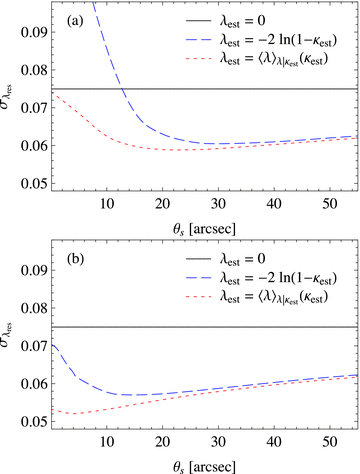 (a)
λest = 0
λest = −2 ln(1−κest)
λest = ⟨λ⟩λ|κest(κest)
0.09
0.08
0.07
0.06
0.05
σλres
0 10 20 30 40 50
θs [arcsec]
(b)
λest = 0
λest = −2 ln(1−κest)
λest = ⟨λ⟩λ|κest(κest)
0.09
0.08
0.07
0.06
0.05
σλres
0 10 20 30 40 50
θs [arcsec]